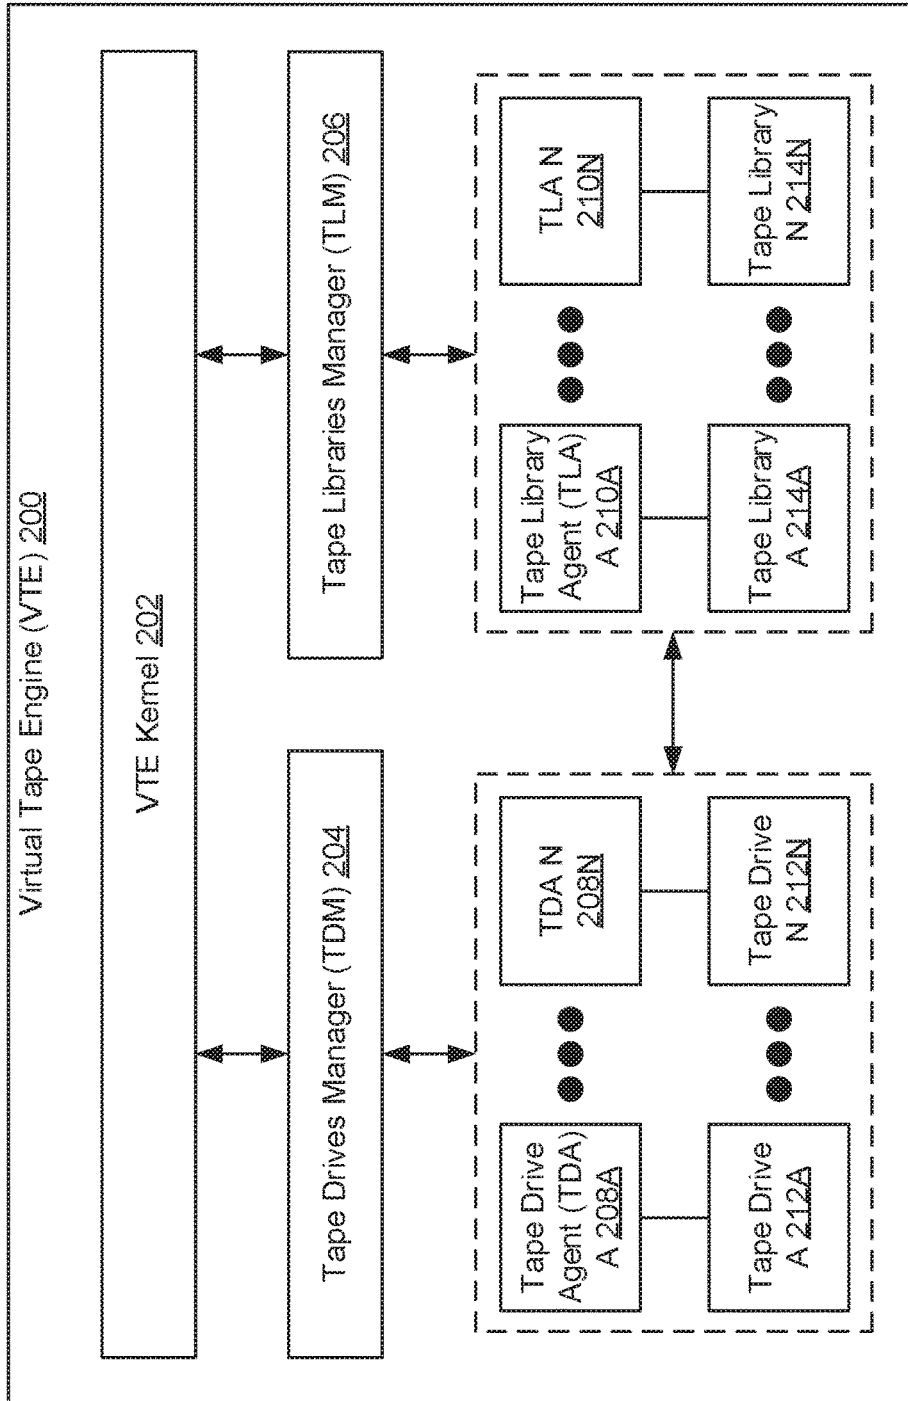 Virtual Tape Engine (VTE) 200
VTE Kernel 202
Tape Drives Manager (TDM) 204
Tape Libraries Manager (TLM) 206
Tape Drive
Agent (TDA)
A 208A
TDA N
208N
Tape Library
Agent (TLA)
A 210A
TLA N
210N
Tape Drive
A 212A
Tape Drive
N 212N
Tape Library
A 214A
Tape Library
N 214N